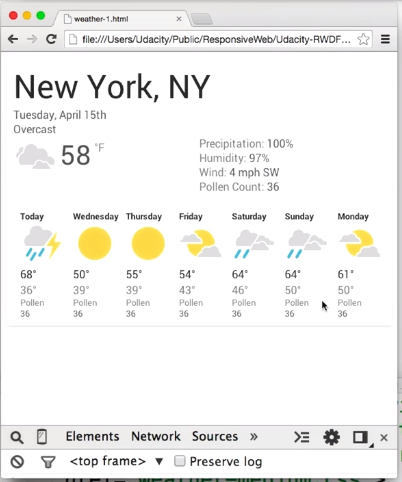 weather-1.html
file:///Users/Udacity/Public/ResponsiveWeb/Udacity-RWDF...
New York, NY
Tuesday, April 15th
Overcast
58 °F
Precipitation: 100%
Humidity: 97%
Wind: 4 mph SW
Pollen Count: 36
Today Wednesday Thursday Friday Saturday Sunday Monday
68° 50° 55° 54° 64° 64° 61°
36° 39° 39° 43° 46° 50° 50°
Pollen Pollen Pollen Pollen Pollen Pollen Pollen
36 36 36 36 36 36 36
Elements Network Sources »
<top frame> ▼ Preserve log